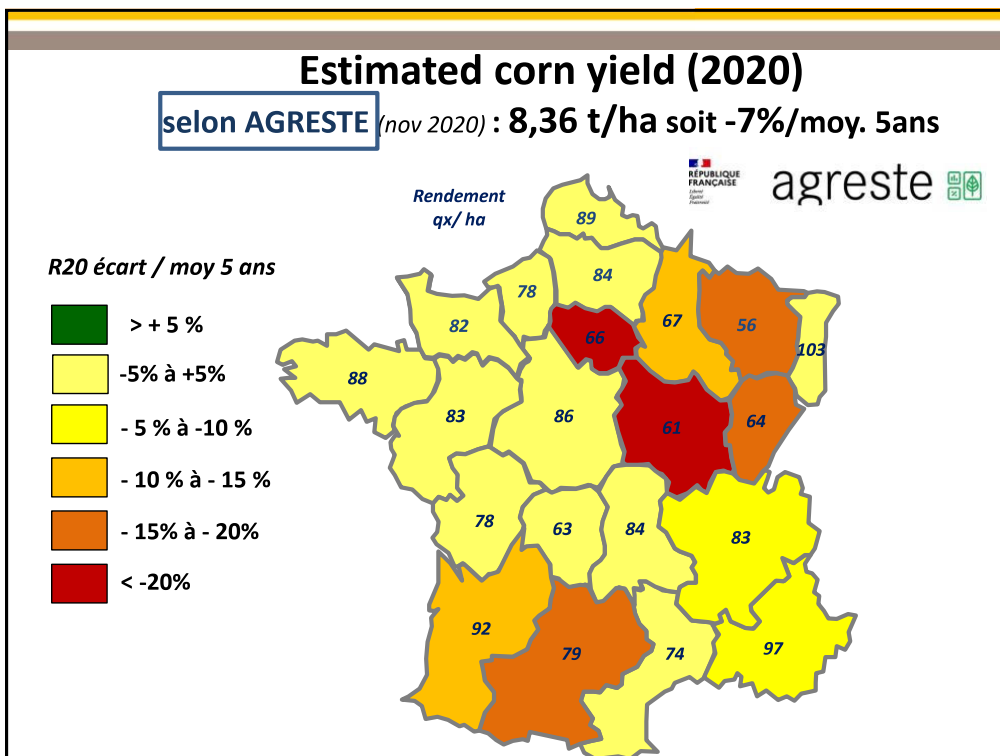 Estimated corn yield (2020)
selon AGRESTE (nov 2020) : 8,36 t/ha soit -7%/moy. 5ans
RÉPUBLIQUE
FRANÇAISE
Liberté
Égalité
Fraternité
agreste
Rendement
qx/ ha
R20 écart / moy 5 ans
> + 5 %
-5% à +5%
- 5 % à -10 %
- 10 % à - 15 %
- 15% à - 20%
< -20%
89
84
78
82
66
67
56
103
88
83
86
61
64
78
63
84
83
92
79
74
97